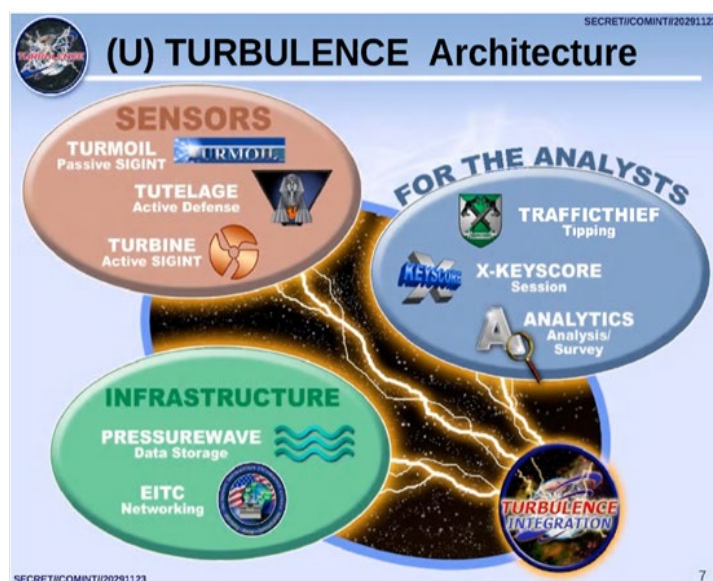 SECRET//COMINT//20291123
TURBULENCE
(U) TURBULENCE Architecture
SENSORS
TURMOIL
Passive SIGINT
TURMOIL
TUTELAGE
Active Defense
TURBINE
Active SIGINT
FOR THE ANALYSTS
TRAFFICTHIEF
Tipping
KEYSCORE
X-KEYSCORE
Session
ANALYTICS
Analysis/
Survey
INFRASTRUCTURE
PRESSUREWAVE
Data Storage
EITC
Networking
TURBULENCE
INTEGRATION
SECRET//COMINT//20291123
7